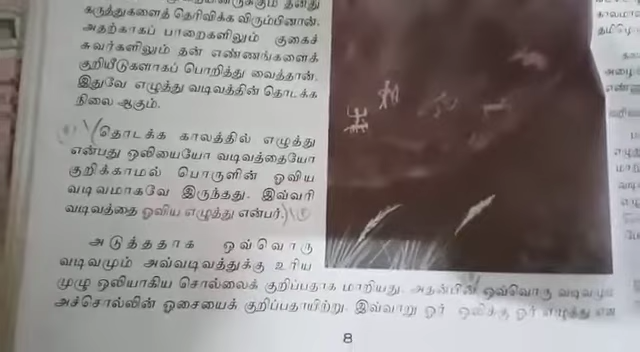 கருத்துகளைத் தெரிவிக்க விரும்பினான்.
அதற்காகப் பாறைகளிலும் குகைச்
சுவர்களிலும் தன் எண்ணங்களைக்
குறியீடுகளாகப் பொறித்து வைத்தான்.
இதுவே எழுத்து வடிவத்தின் தொடக்க
நிலை ஆகும்.
தொடக்க காலத்தில் எழுத்து
என்பது ஒலியையோ வடிவத்தையோ
குறிக்காமல் பொருளின் ஓவிய
வடிவமாகவே இருந்தது. இவ்வரி
வடிவத்தை ஓவிய எழுத்து என்பர்.
அடுத்ததாக ஒவ்வொரு
வடிவமும் அவ்வடிவத்துக்கு உரிய
முழு ஒலியாகிய சொல்லைக் குறிப்பதாக மாறியது. அதன்பின் ஒவ்வொரு வடிவமும்
அச்சொல்லின் ஓசையைக் குறிப்பதாயிற்று. இவ்வாறு ஓர் ஒலிக்கு ஓர் எழுத்து என
8